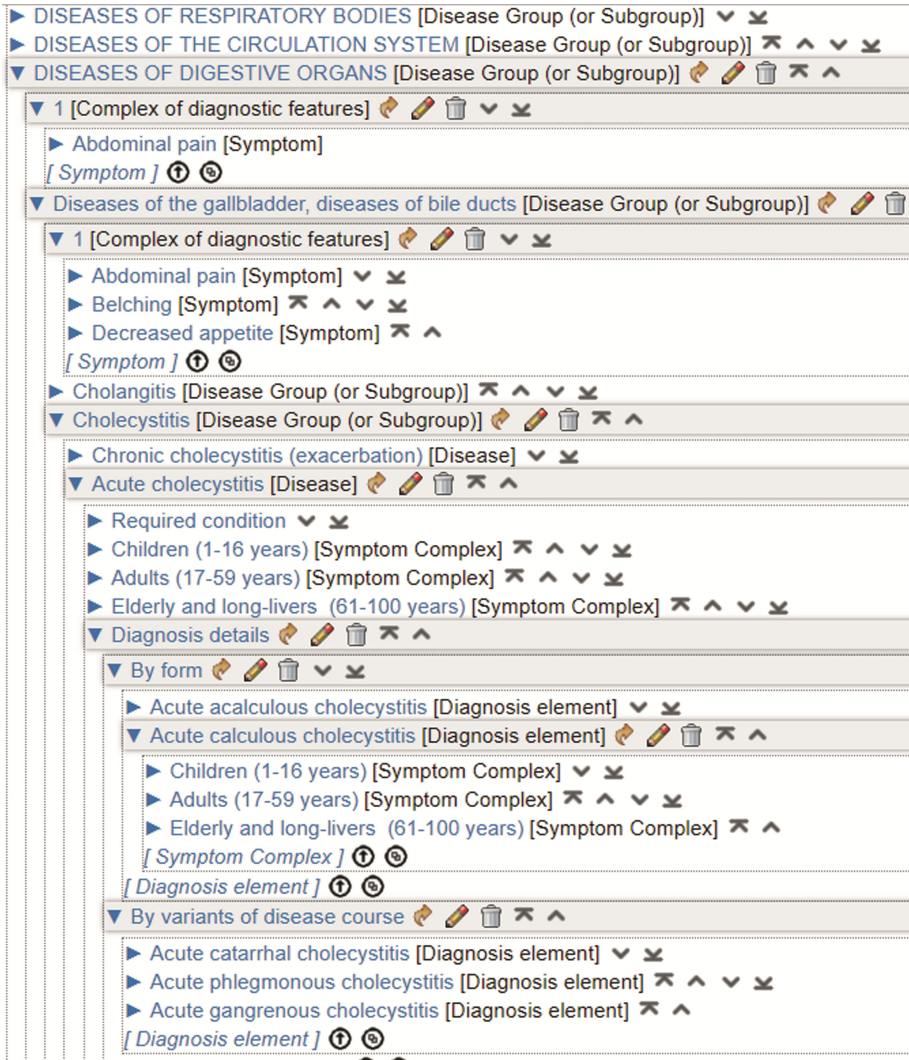 DISEASES OF RESPIRATORY BODIES [Disease Group (or Subgroup)]
DISEASES OF THE CIRCULATION SYSTEM [Disease Group (or Subgroup)]
DISEASES OF DIGESTIVE ORGANS [Disease Group (or Subgroup)]
1 [Complex of diagnostic features]
Abdominal pain [Symptom]
[ Symptom ]
Diseases of the gallbladder, diseases of bile ducts [Disease Group (or Subgroup)]
1 [Complex of diagnostic features]
Abdominal pain [Symptom]
Belching [Symptom]
Decreased appetite [Symptom]
[ Symptom ]
Cholangitis [Disease Group (or Subgroup)]
Cholecystitis [Disease Group (or Subgroup)]
Chronic cholecystitis (exacerbation) [Disease]
Acute cholecystitis [Disease]
Required condition
Children (1-16 years) [Symptom Complex]
Adults (17-59 years) [Symptom Complex]
Elderly and long-livers (61-100 years) [Symptom Complex]
Diagnosis details
By form
Acute acalculous cholecystitis [Diagnosis element]
Acute calculous cholecystitis [Diagnosis element]
Children (1-16 years) [Symptom Complex]
Adults (17-59 years) [Symptom Complex]
Elderly and long-livers (61-100 years) [Symptom Complex]
[ Symptom Complex ]
[ Diagnosis element ]
By variants of disease course
Acute catarrhal cholecystitis [Diagnosis element]
Acute phlegmonous cholecystitis [Diagnosis element]
Acute gangrenous cholecystitis [Diagnosis element]
[ Diagnosis element ]